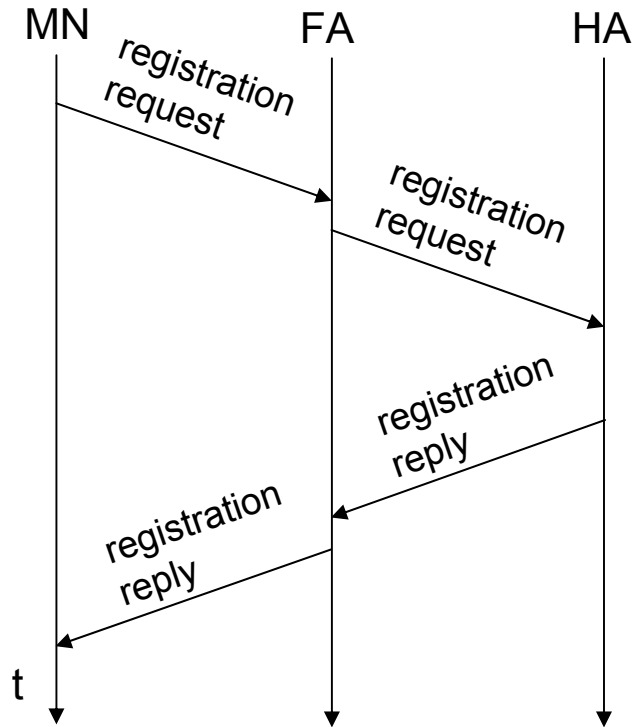 MN FA HA
registration
request
registration
request
registration
reply
registration
reply
t